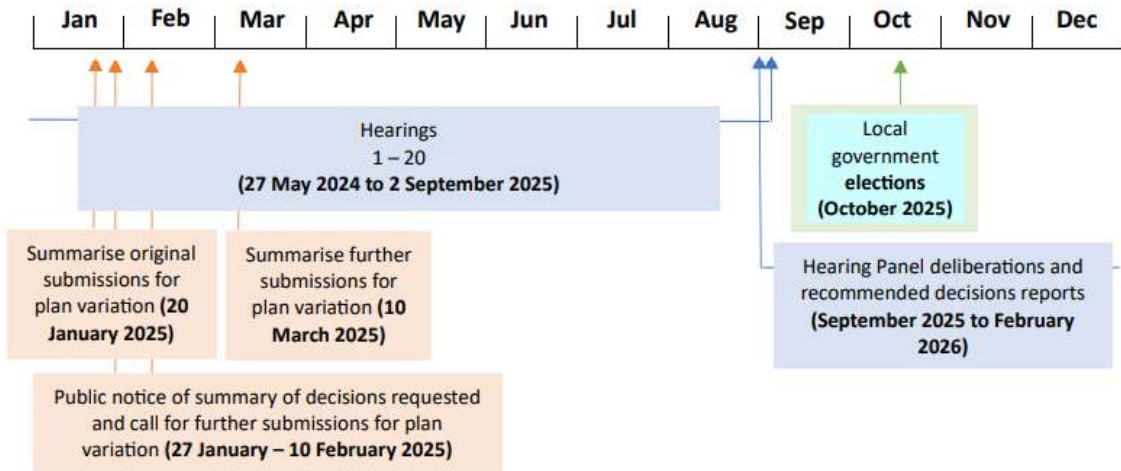 Jan Feb Mar Apr May Jun Jul Aug Sep Oct Nov Dec
Hearings
1 – 20
(27 May 2024 to 2 September 2025)
Local
government
elections
(October 2025)
Summarise original
submissions for
plan variation (20
January 2025)
Summarise further
submissions for
plan variation (10
March 2025)
Hearing Panel deliberations and
recommended decisions reports
(September 2025 to February
2026)
Public notice of summary of decisions requested
and call for further submissions for plan
variation (27 January – 10 February 2025)